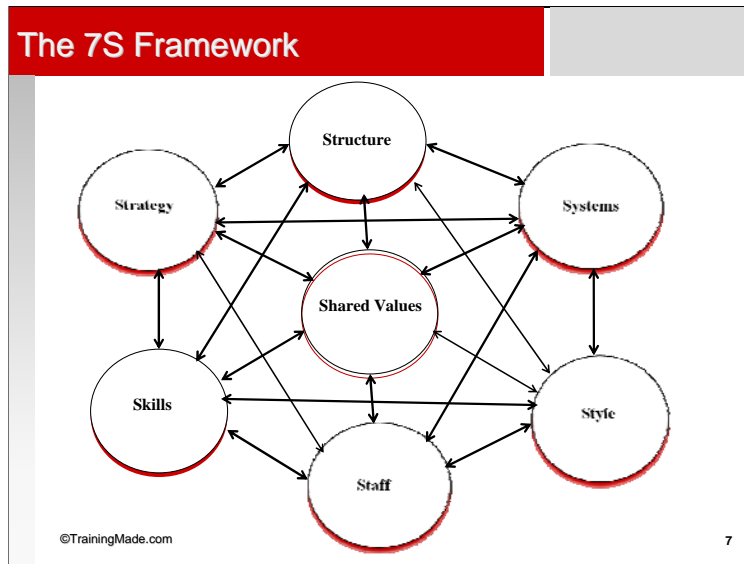 The 7S Framework
Structure
Strategy
Systems
Shared Values
Skills
Style
Staff
©TrainingMade.com
7